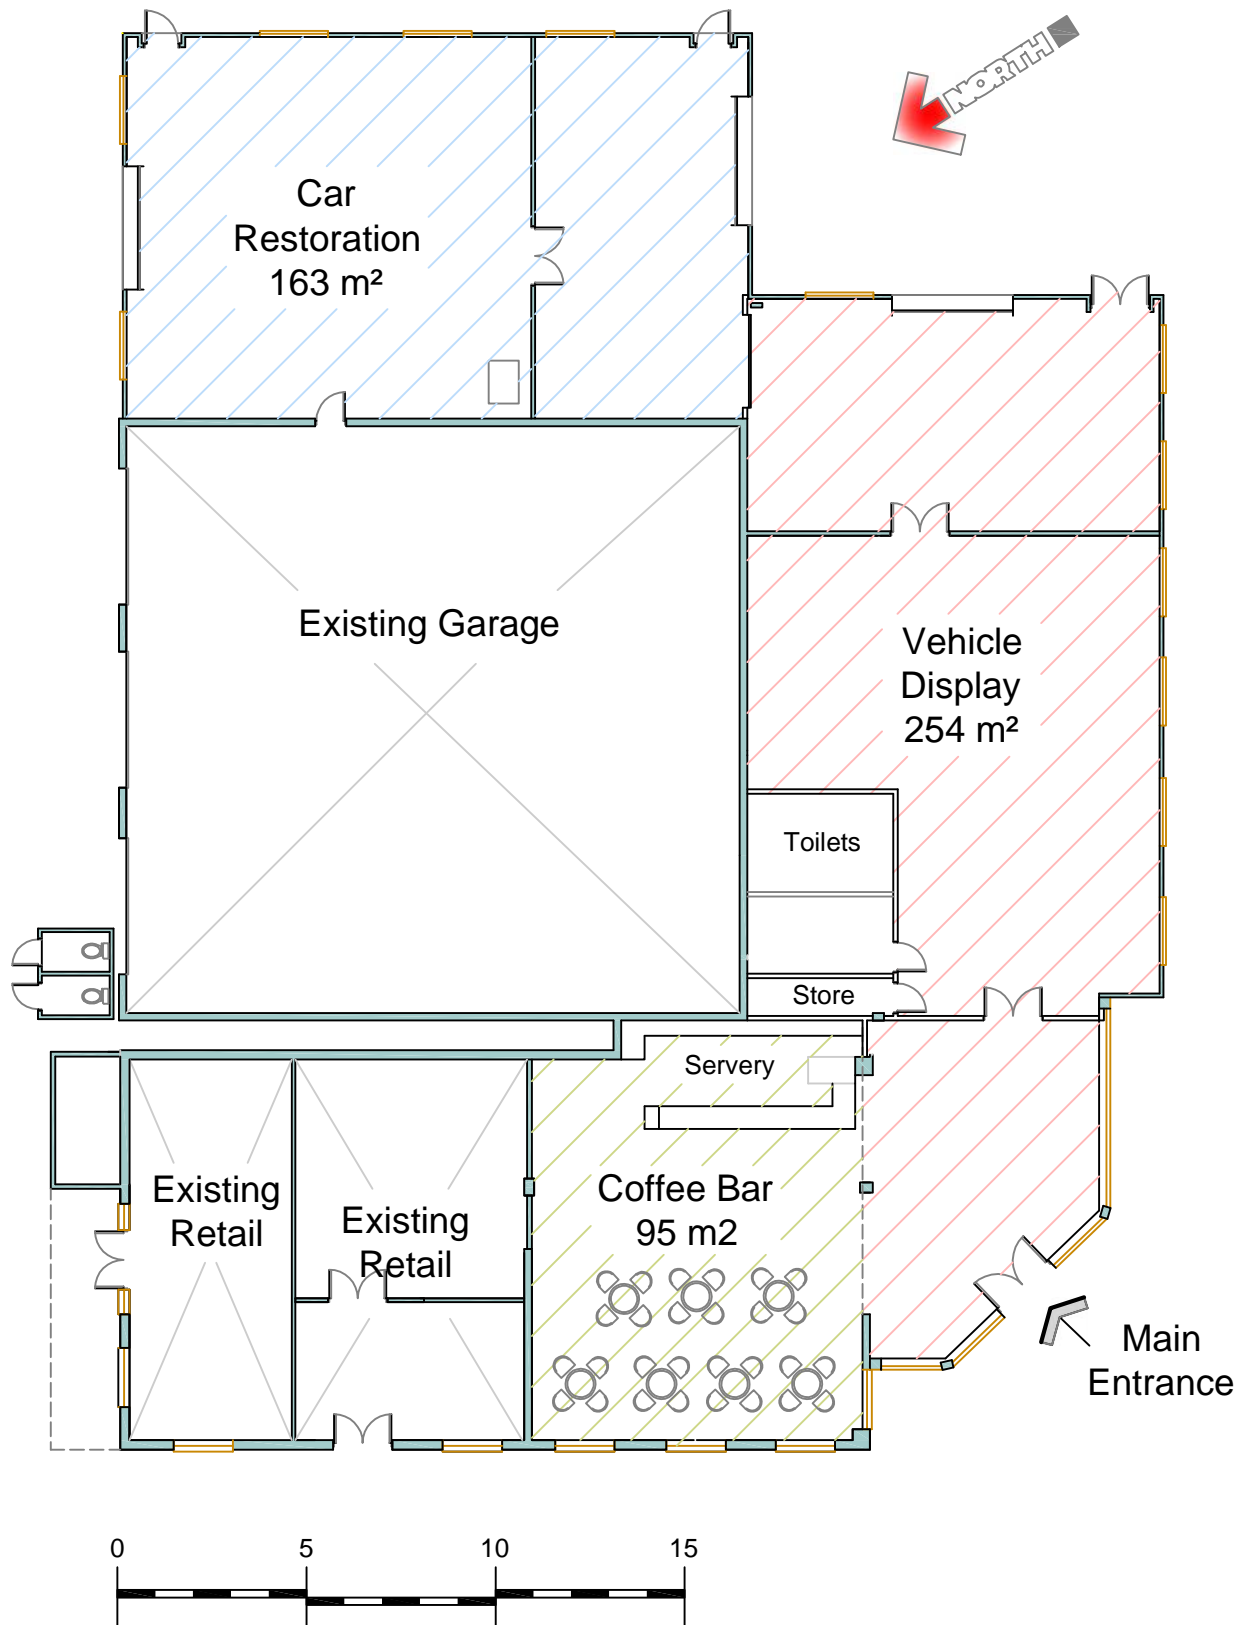 NORTH
Car
Restoration
163 m²
Existing Garage
Vehicle
Display
254 m²
Toilets
Store
Servery
Existing
Retail
Existing
Retail
Coffee Bar
95 m2
Main
Entrance
0 5 10 15